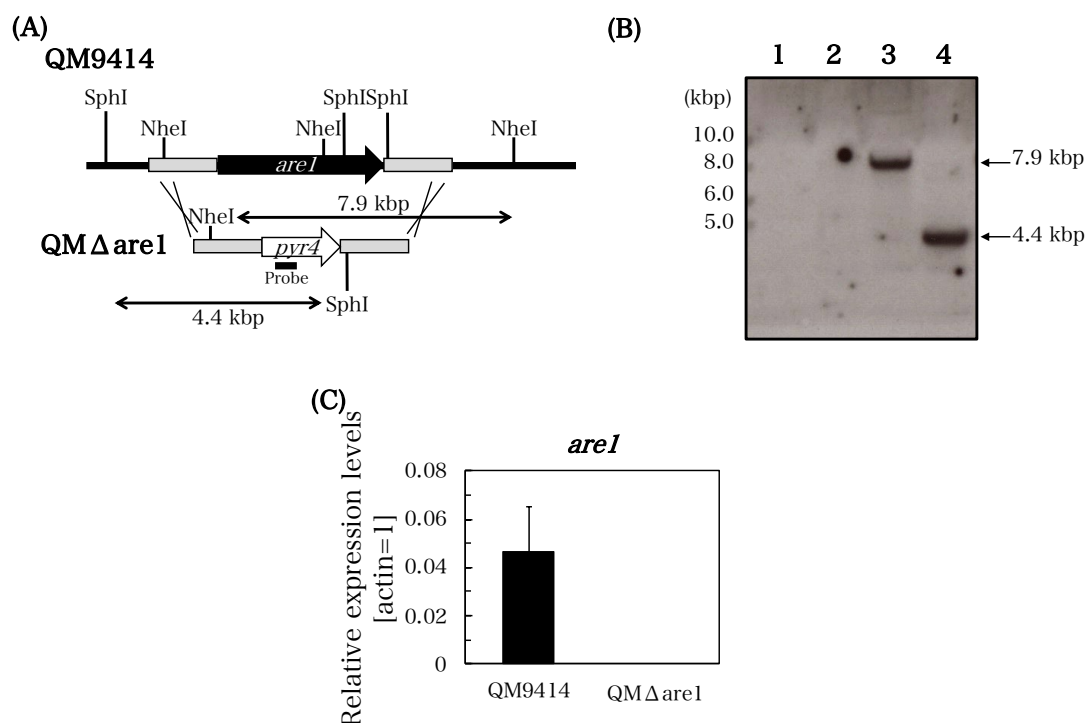 (A)
QM9414
SphI
SphISphI
NheI
NheI
NheI
are1
7.9 kbp
NheI
QMΔare1
pyr4
Probe
SphI
4.4 kbp
(B)
1 2 3 4
(kbp)
10.0
8.0
6.0
5.0
7.9 kbp
4.4 kbp
(C)
are1
Relative expression levels
[actin=1]
0.08
0.06
0.04
0.02
0
QM9414
QMΔare1